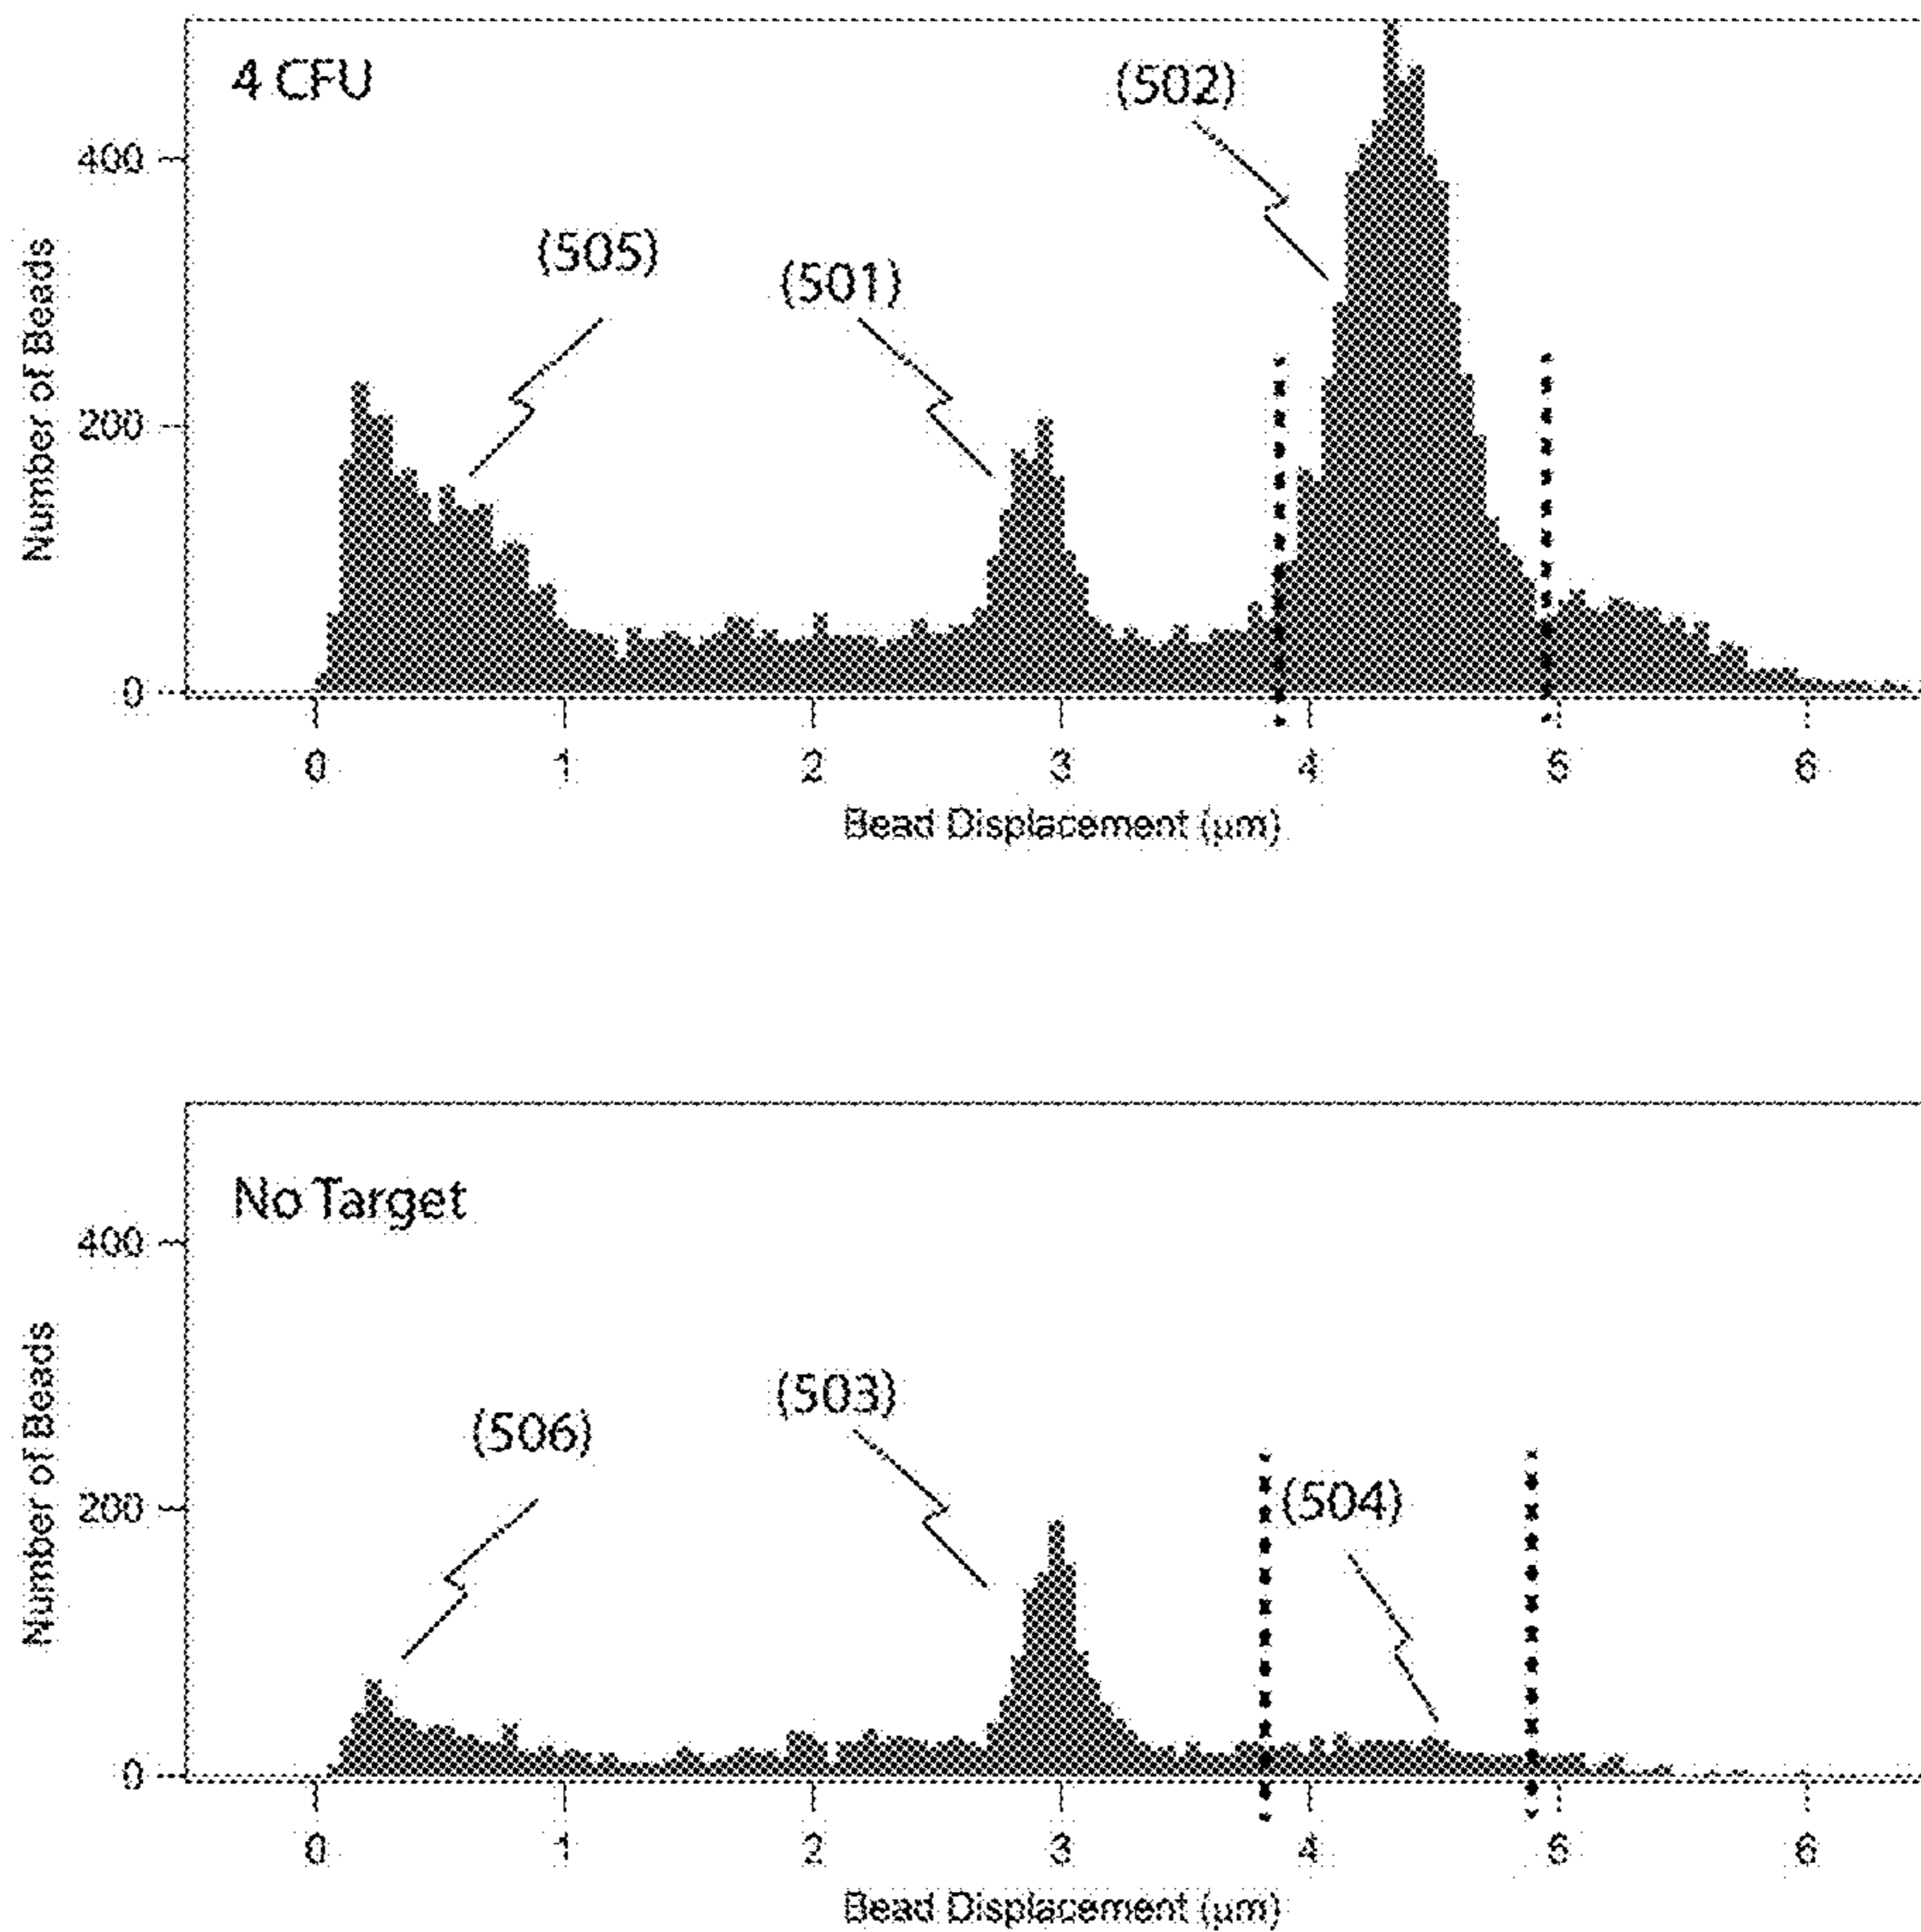 4 CFU
(502)
400
(505)
(501)
Number of Beads
200
0
0 1 2 3 4 5 6
Bead Displacement (µm)
No Target
400
(503)
(506)
200
(504)
Number of Beads
0
0 1 2 3 4 5 6
Bead Displacement (µm)